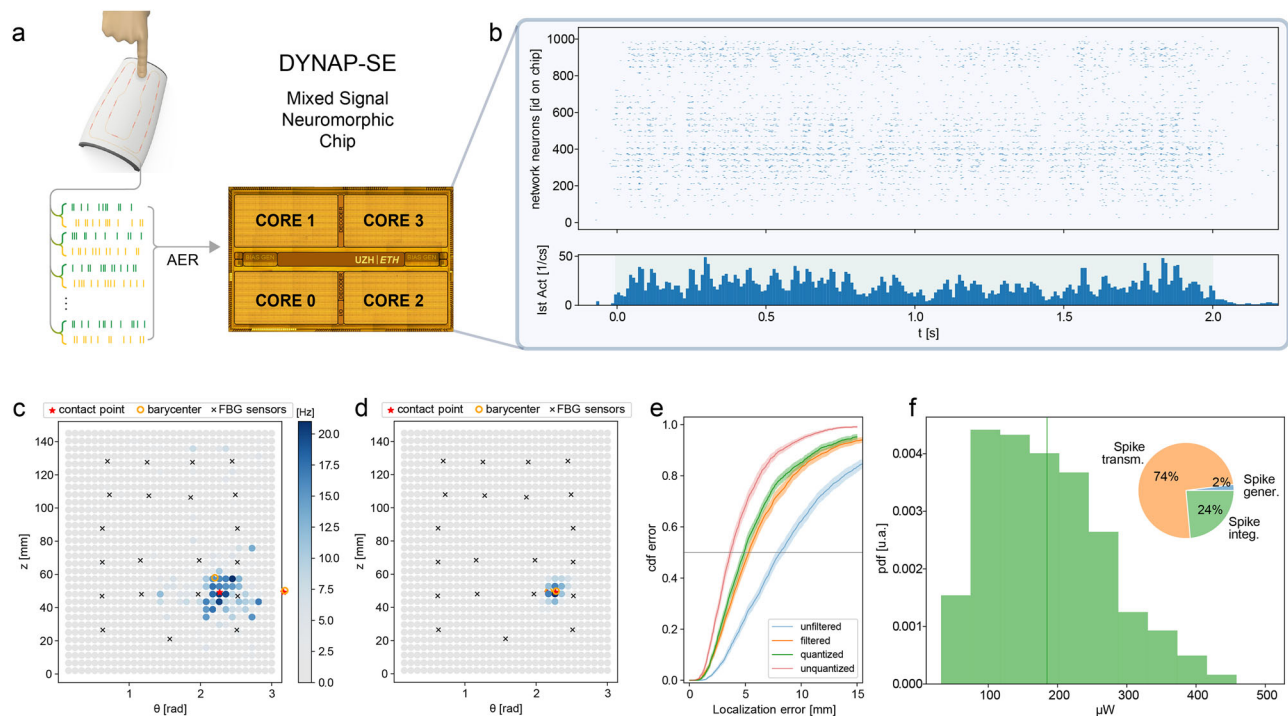 a
DYNAP-SE
Mixed Signal
Neuromorphic
Chip
AER
CORE 1
CORE 3
DECODER
BIAS GEN
UZH | ETH
BIAS GEN
CORE 0
CORE 2
DECODER
I/O
b
network neurons [id on chip]
1000
800
600
400
200
0
Ist Act [1/cs]
50
0
0.0
0.5
1.0
1.5
2.0
t [s]
c
contact point
barycenter
FBG sensors
[Hz]
z [mm]
140
120
100
80
60
40
20
0
1
2
3
θ [rad]
20.0
17.5
15.0
12.5
10.0
7.5
5.0
2.5
0.0
d
contact point
barycenter
FBG sensors
z [mm]
140
120
100
80
60
40
20
0
1
2
3
θ [rad]
e
cdf error
1.0
0.8
0.6
0.4
0.2
0.0
unfiltered
filtered
quantized
unquantized
0
5
10
15
Localization error [mm]
f
pdf [u.a.]
0.004
0.003
0.002
0.001
0.000
100
200
300
400
500
µW
Spike
transm.
74%
2%
Spike
gener.
24%
Spike
integ.